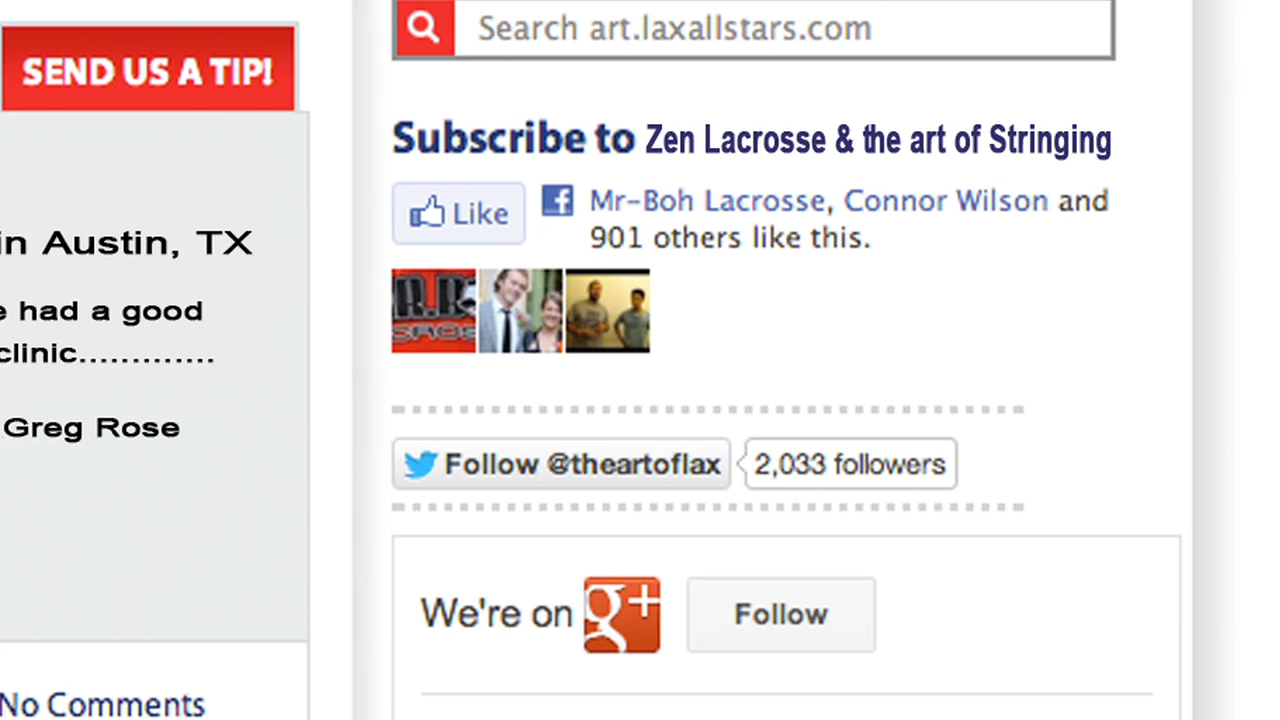 Search art.laxallstars.com
SEND US A TIP!
Subscribe to Zen Lacrosse & the art of Stringing
Like
Mr-Boh Lacrosse, Connor Wilson and
901 others like this.
in Austin, TX
had a good
clinic.............
Greg Rose
Follow @theartoflax
2,033 followers
We're on g+
Follow
No Comments